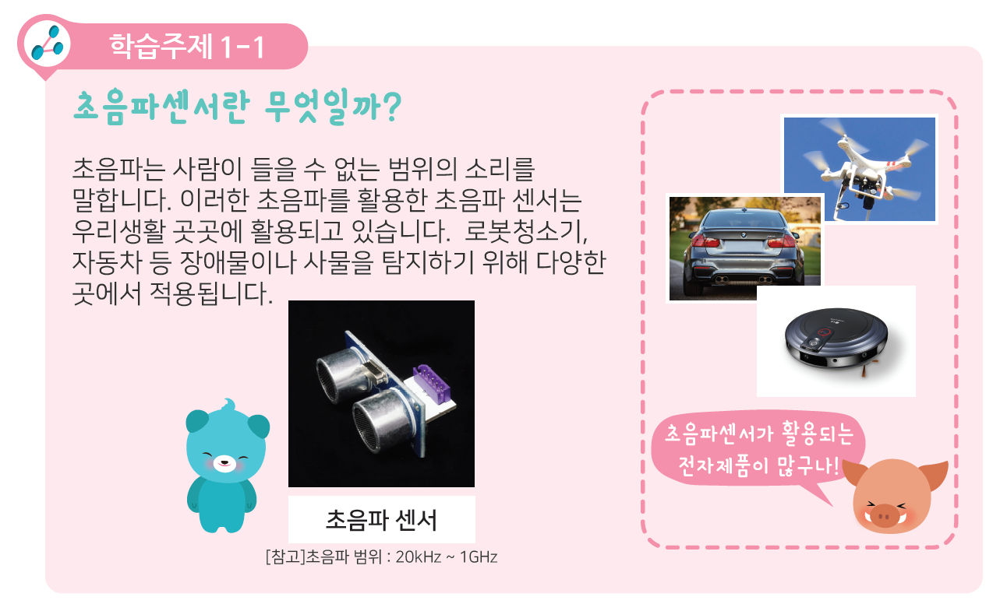 학습주제 1-1
초음파센서란 무엇일까?
초음파는 사람이 들을 수 없는 범위의 소리를
말합니다. 이러한 초음파를 활용한 초음파 센서는
우리생활 곳곳에 활용되고 있습니다.  로봇청소기,
자동차 등 장애물이나 사물을 탐지하기 위해 다양한
곳에서 적용됩니다.
초음파 센서
[참고]초음파 범위 : 20kHz ~ 1GHz
초음파센서가 활용되는
전자제품이 많구나!